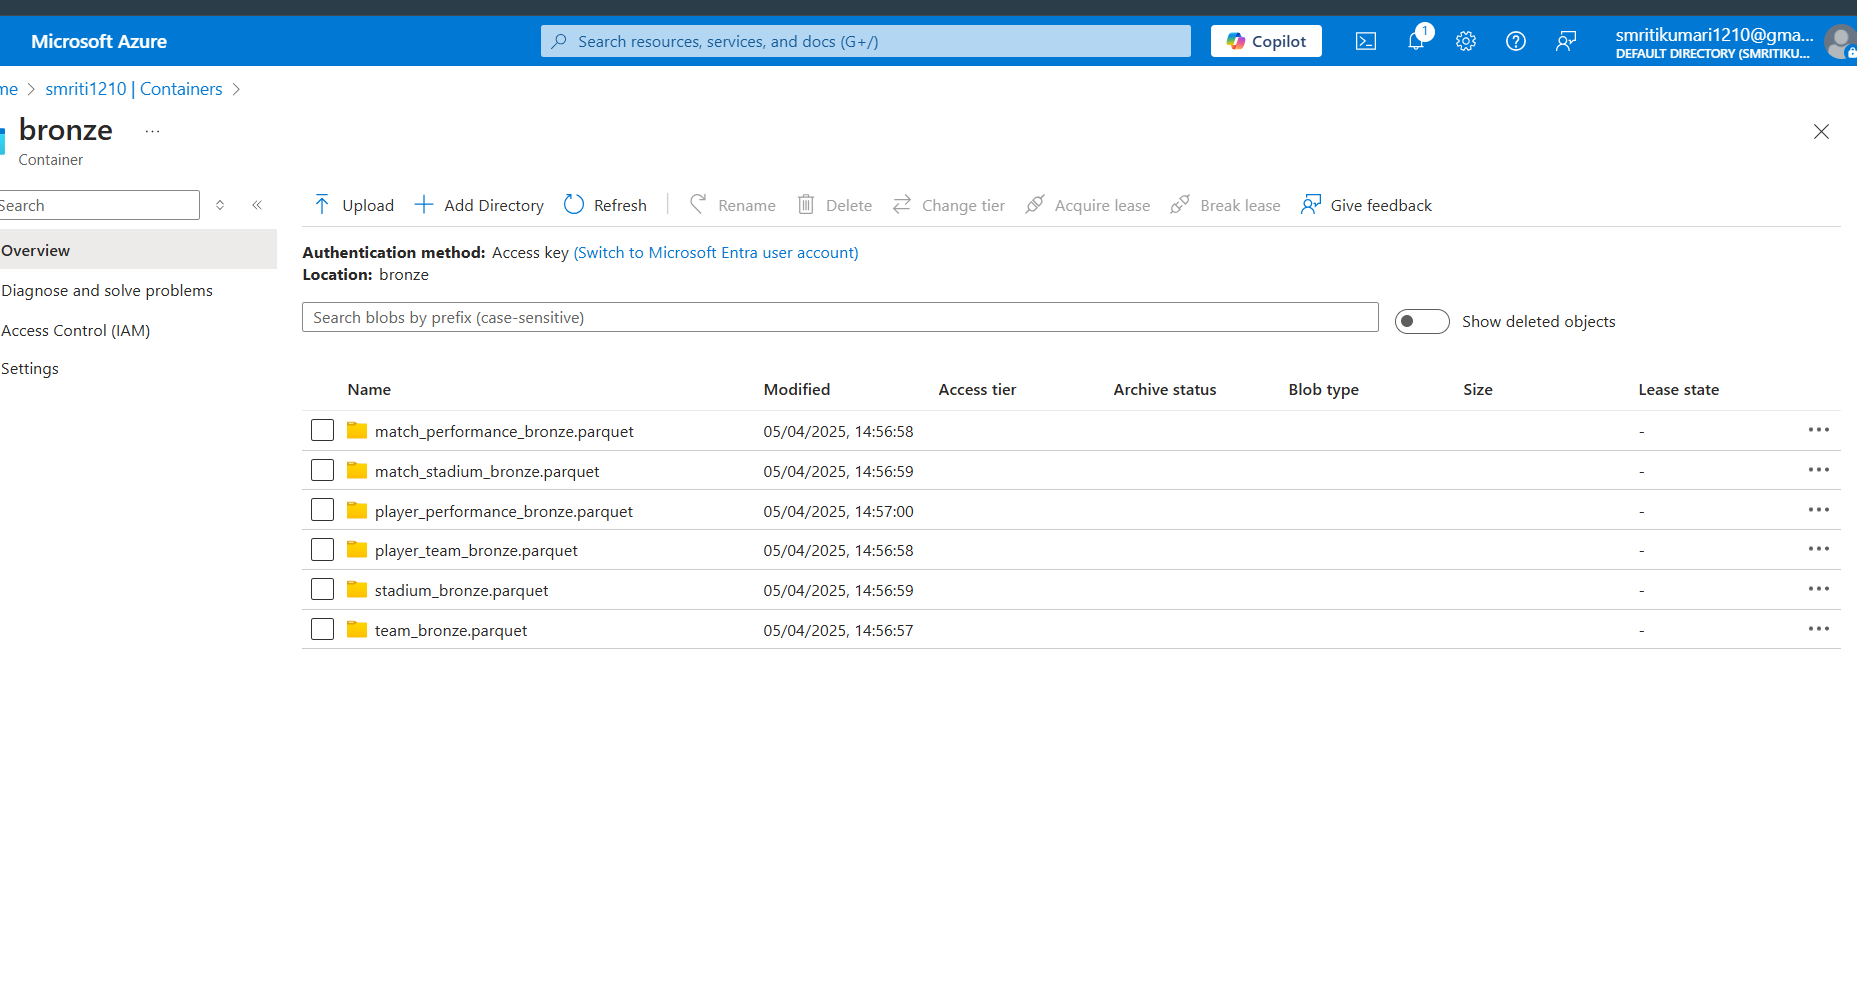 Microsoft Azure
Search resources, services, and docs (G+/)
Copilot
1
smritikumari1210@gma...
DEFAULT DIRECTORY (SMRITIKU...
me > smriti1210 | Containers >
bronze ...
Container
Search
Upload
Add Directory
Refresh
Rename
Delete
Change tier
Acquire lease
Break lease
Give feedback
Overview
Diagnose and solve problems
Access Control (IAM)
Settings
Authentication method: Access key (Switch to Microsoft Entra user account)
Location: bronze
Search blobs by prefix (case-sensitive)
Show deleted objects
Name Modified Access tier Archive status Blob type Size Lease state
match_performance_bronze.parquet 05/04/2025, 14:56:58 -
match_stadium_bronze.parquet 05/04/2025, 14:56:59 -
player_performance_bronze.parquet 05/04/2025, 14:57:00 -
player_team_bronze.parquet 05/04/2025, 14:56:58 -
stadium_bronze.parquet 05/04/2025, 14:56:59 -
team_bronze.parquet 05/04/2025, 14:56:57 -